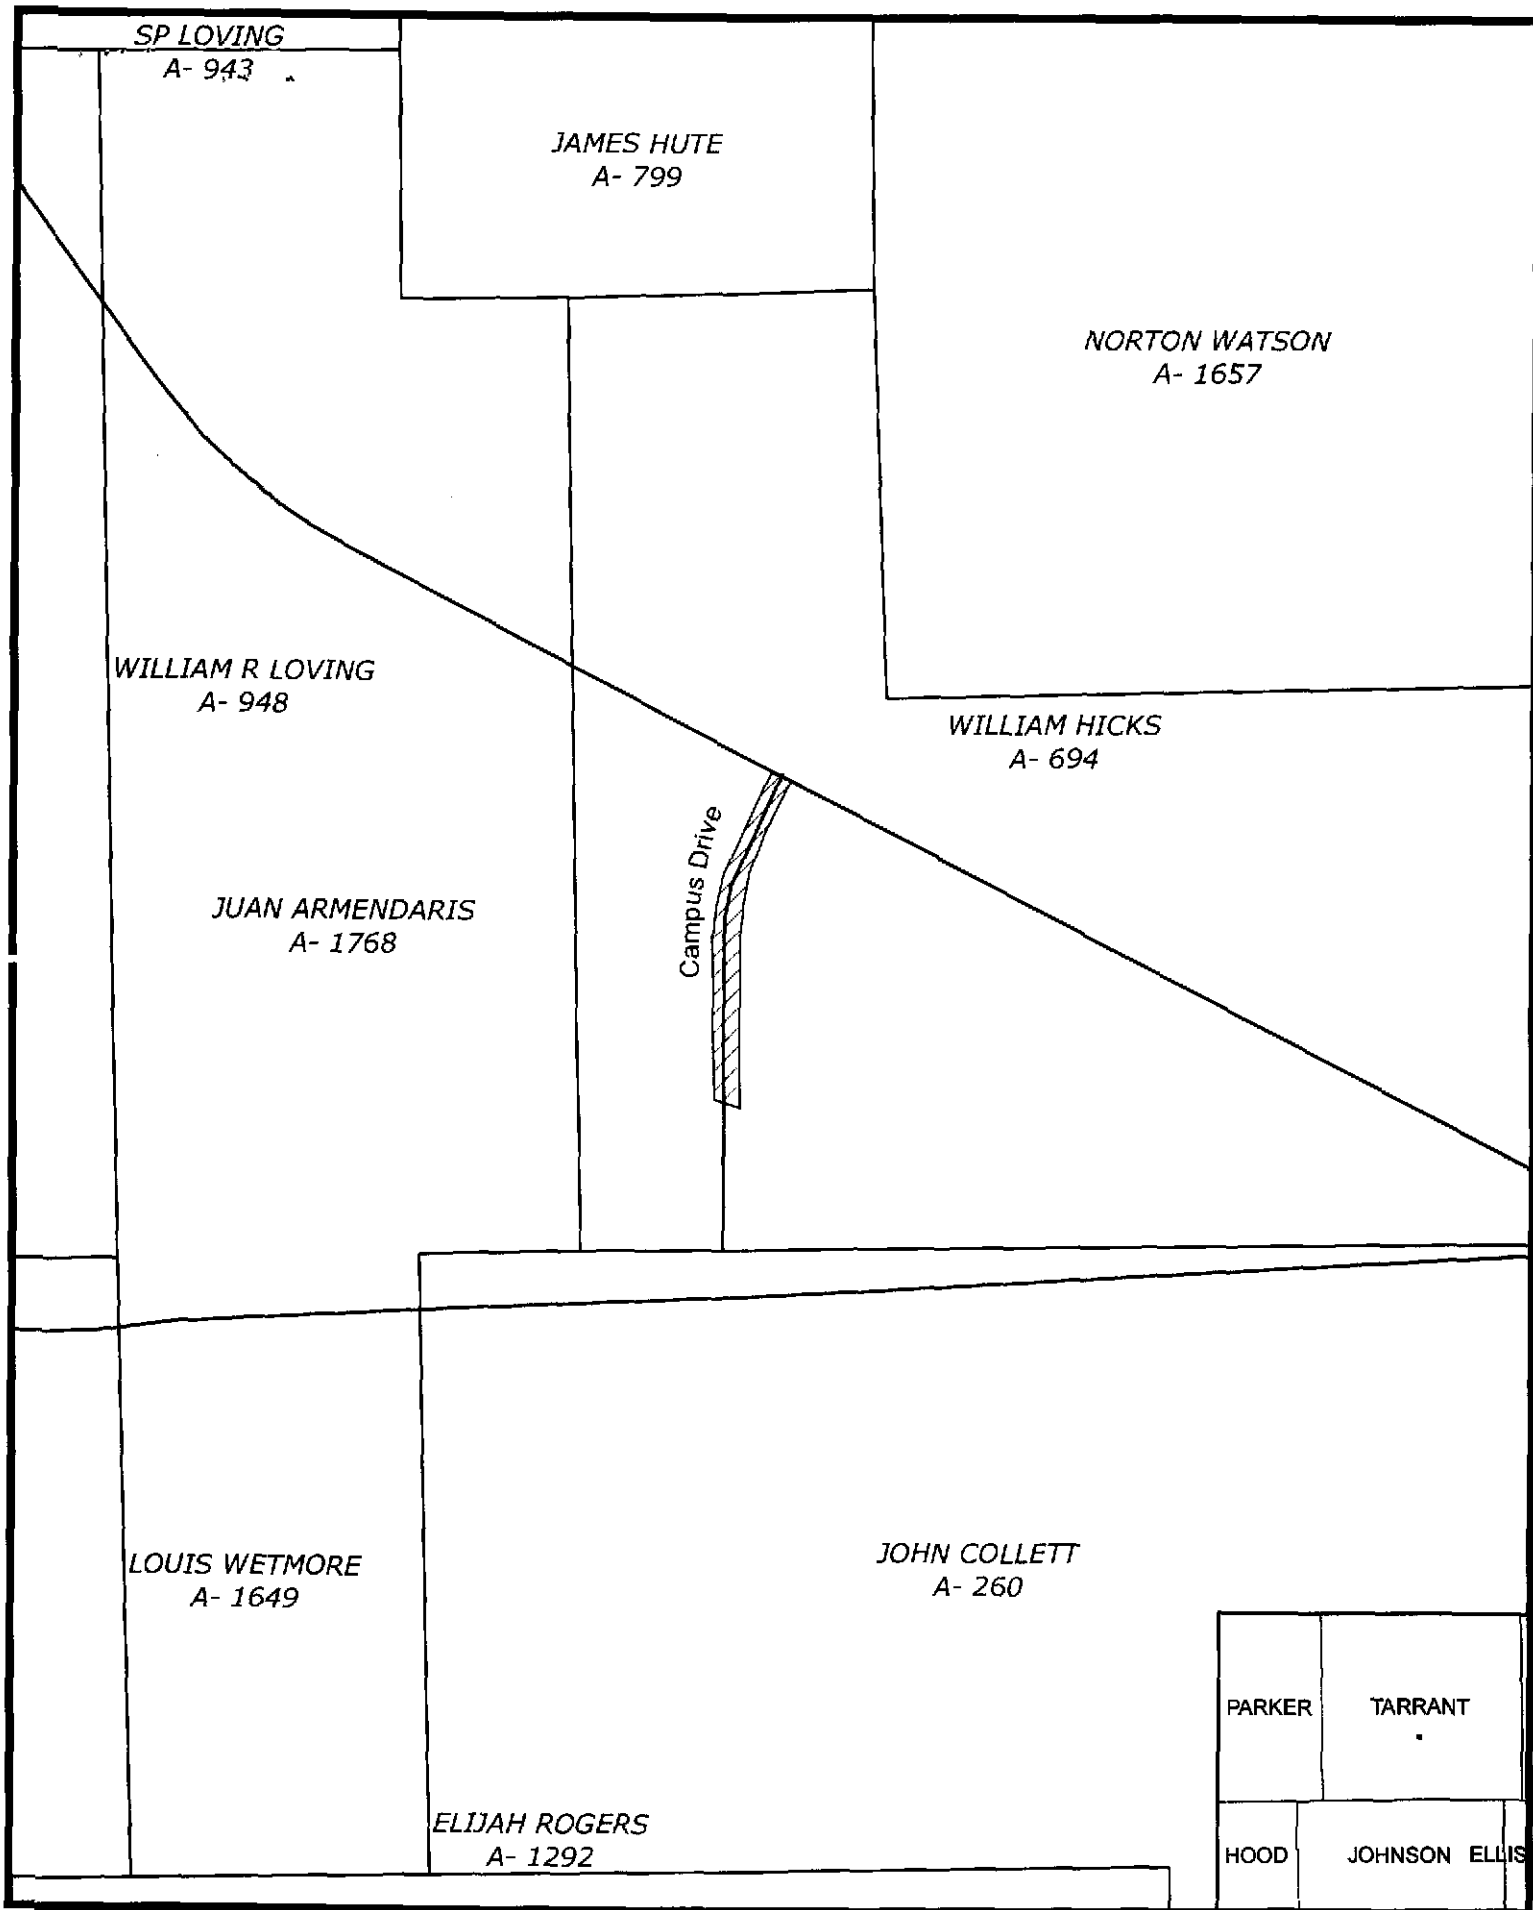 SP LOVING
A- 943
JAMES HUTE
A- 799
NORTON WATSON
A- 1657
WILLIAM R LOVING
A- 948
WILLIAM HICKS
A- 694
Campus Drive
JUAN ARMENDARIS
A- 1768
LOUIS WETMORE
A- 1649
JOHN COLLETT
A- 260
PARKER TARRANT
ELIJAH ROGERS
A- 1292
HOOD JOHNSON ELLIS